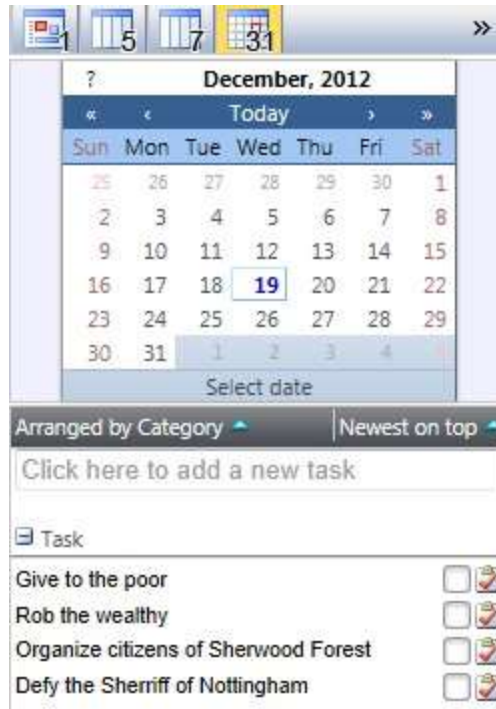 1 5 7 31 »
? December, 2012
« ‹ Today › »
Sun Mon Tue Wed Thu Fri Sat
25 26 27 28 29 30 1
2 3 4 5 6 7 8
9 10 11 12 13 14 15
16 17 18 19 20 21 22
23 24 25 26 27 28 29
30 31 1 2 3 4
Select date
Arranged by Category Newest on top
Click here to add a new task
Task
Give to the poor
Rob the wealthy
Organize citizens of Sherwood Forest
Defy the Sherriff of Nottingham